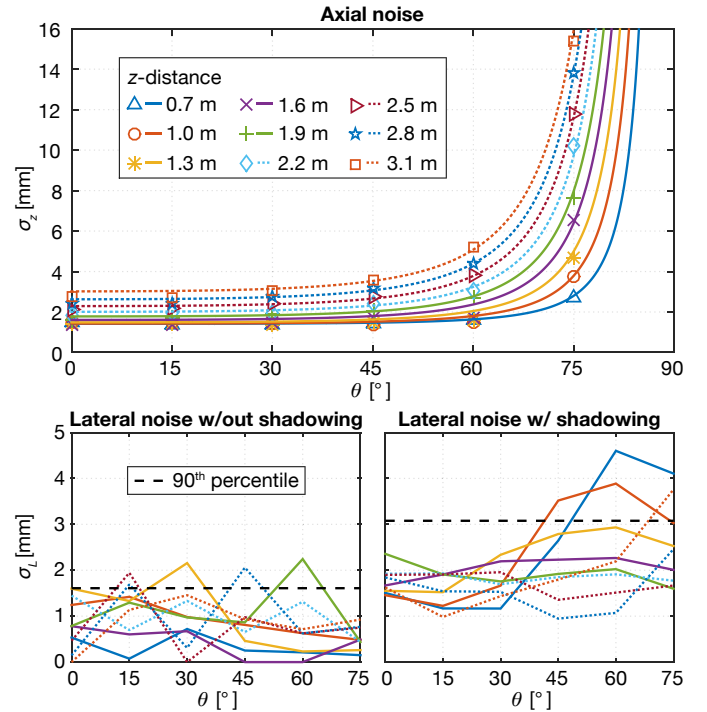 Axial noise
16
14
12
10
8
6
4
2
0
σz [mm]
z-distance
0.7 m 1.6 m 2.5 m
1.0 m 1.9 m 2.8 m
1.3 m 2.2 m 3.1 m
0 15 30 45 60 75 90
θ [°]
Lateral noise w/out shadowing
5
4
3
2
1
0
σL [mm]
90th percentile
0 15 30 45 60 75
θ [°]
Lateral noise w/ shadowing
0 15 30 45 60 75
θ [°]